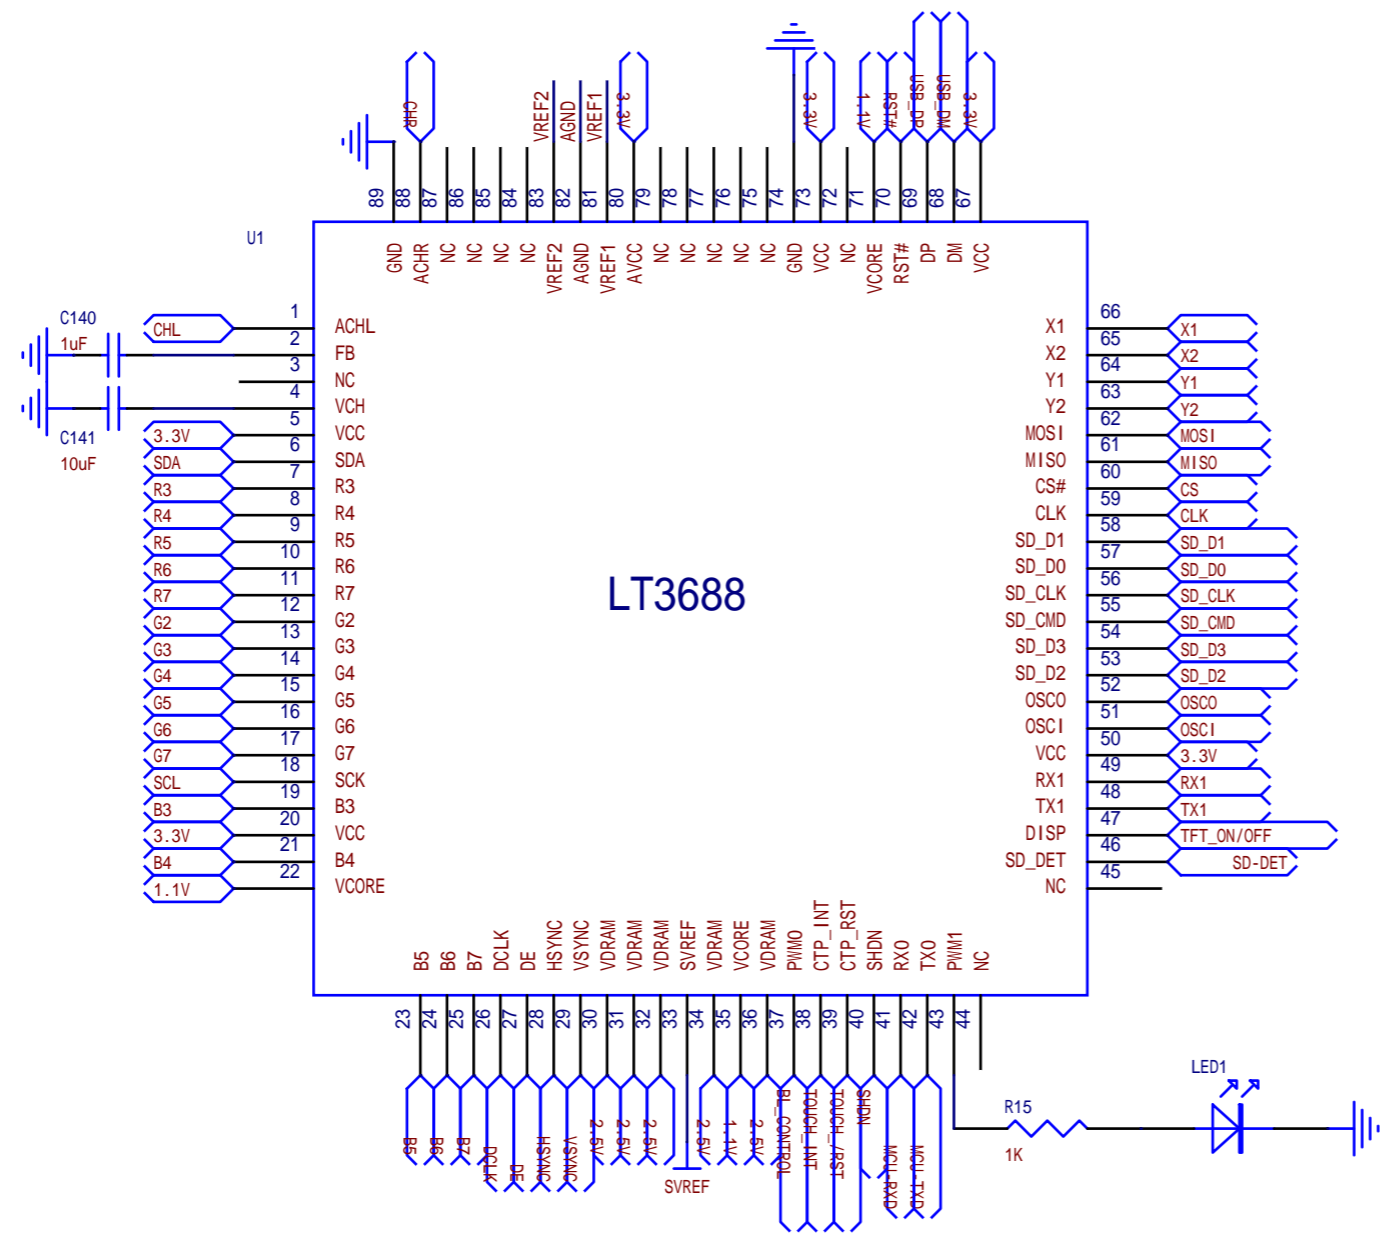 CHR
VREF2
AGND
VREF1
3.3V
3.3V
1.1V
RST#
USB_DP
USB_DM
3.3V
89 88 87 86 85 84 83 82 81 80 79 78 77 76 75 74 73 72 71 70 69 68 67
U1
GND ACHR NC NC NC NC VREF2 AGND VREF1 AVCC NC NC NC NC NC GND VCC NC VCORE RST# DP DM VCC
C140
1uF
C141
10uF
CHL 1 ACHL
2 FB
3 NC
4 VCH
3.3V 5 VCC
SDA 6 SDA
R3 7 R3
R4 8 R4
R5 9 R5
R6 10 R6
R7 11 R7
G2 12 G2
G3 13 G3
G4 14 G4
G5 15 G5
G6 16 G6
G7 17 G7
SCL 18 SCK
B3 19 B3
3.3V 20 VCC
B4 21 B4
1.1V 22 VCORE
LT3688
X1 66 X1
X2 65 X2
Y1 64 Y1
Y2 63 Y2
MOSI 62 MOSI
MISO 61 MISO
CS# 60 CS
CLK 59 CLK
SD_D1 58 SD_D1
SD_D0 57 SD_D0
SD_CLK 56 SD_CLK
SD_CMD 55 SD_CMD
SD_D3 54 SD_D3
SD_D2 53 SD_D2
OSCO 52 OSCO
OSCI 51 OSCI
VCC 50 3.3V
RX1 49 RX1
TX1 48 TX1
DISP 47 TFT_ON/OFF
SD_DET 46 SD-DET
NC 45
B5 B6 B7 DCLK DE HSYNC VSYNC VDRAM VDRAM VDRAM SVREF VDRAM VCORE VDRAM PWM0 CTP_INT CTP_RST SHDN RX0 TX0 PWM1 NC
23 24 25 26 27 28 29 30 31 32 33 34 35 36 37 38 39 40 41 42 43 44
B5
B6
B7
DCLK
DE
HSYNC
VSYNC
2.5V
2.5V
2.5V
SVREF
2.5V
1.1V
2.5V
BL_CONTROL
TOUCH_INT
TOUCH_/RST
SHDN
MCU-RXD
MCU-TXD
R15
1K
LED1